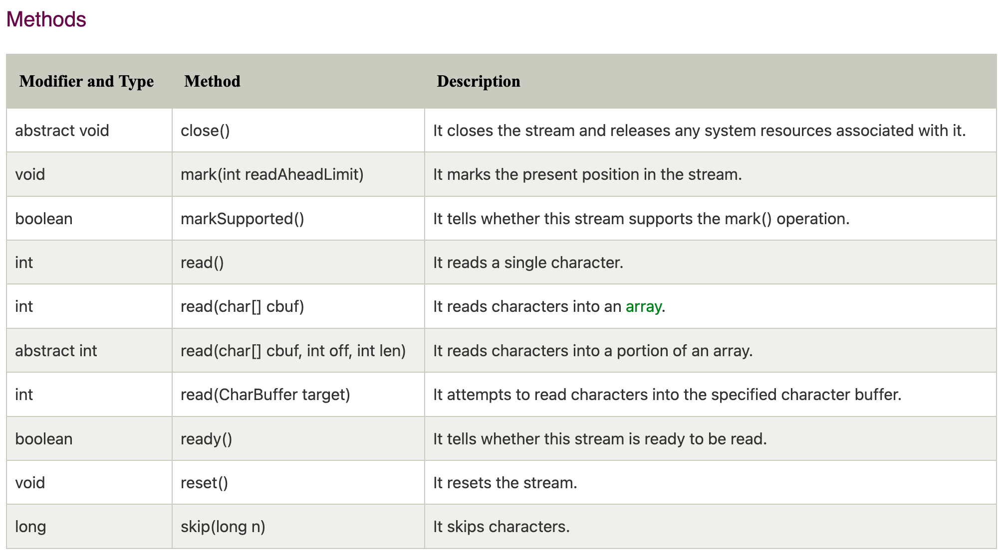 Methods
Modifier and Type Method Description
abstract void close() It closes the stream and releases any system resources associated with it.
void mark(int readAheadLimit) It marks the present position in the stream.
boolean markSupported() It tells whether this stream supports the mark() operation.
int read() It reads a single character.
int read(char[] cbuf) It reads characters into an array.
abstract int read(char[] cbuf, int off, int len) It reads characters into a portion of an array.
int read(CharBuffer target) It attempts to read characters into the specified character buffer.
boolean ready() It tells whether this stream is ready to be read.
void reset() It resets the stream.
long skip(long n) It skips characters.